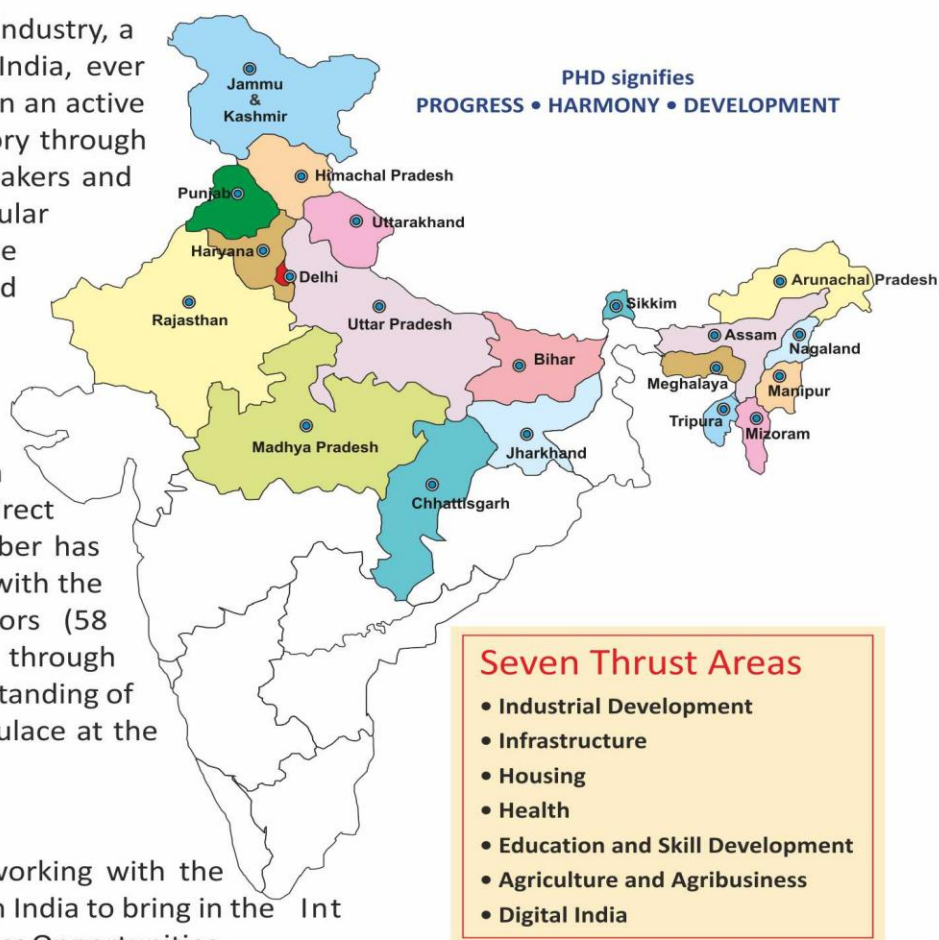 ndustry, a
India, ever
n an active
ory through
akers and
ular
e
d
rect
ber has
with the
ors (58
through
tanding of
ulace at the
working with the
n India to bring in the Int
PHD signifies
PROGRESS • HARMONY • DEVELOPMENT
Jammu
&
Kashmir
Himachal Pradesh
Punjab
Uttarakhand
Haryana
Delhi
Rajasthan
Uttar Pradesh
Bihar
Sikkim
Arunachal Pradesh
Assam
Nagaland
Meghalaya
Manipur
Tripura
Mizoram
Madhya Pradesh
Jharkhand
Chhattisgarh
Seven Thrust Areas
• Industrial Development
• Infrastructure
• Housing
• Health
• Education and Skill Development
• Agriculture and Agribusiness
• Digital India